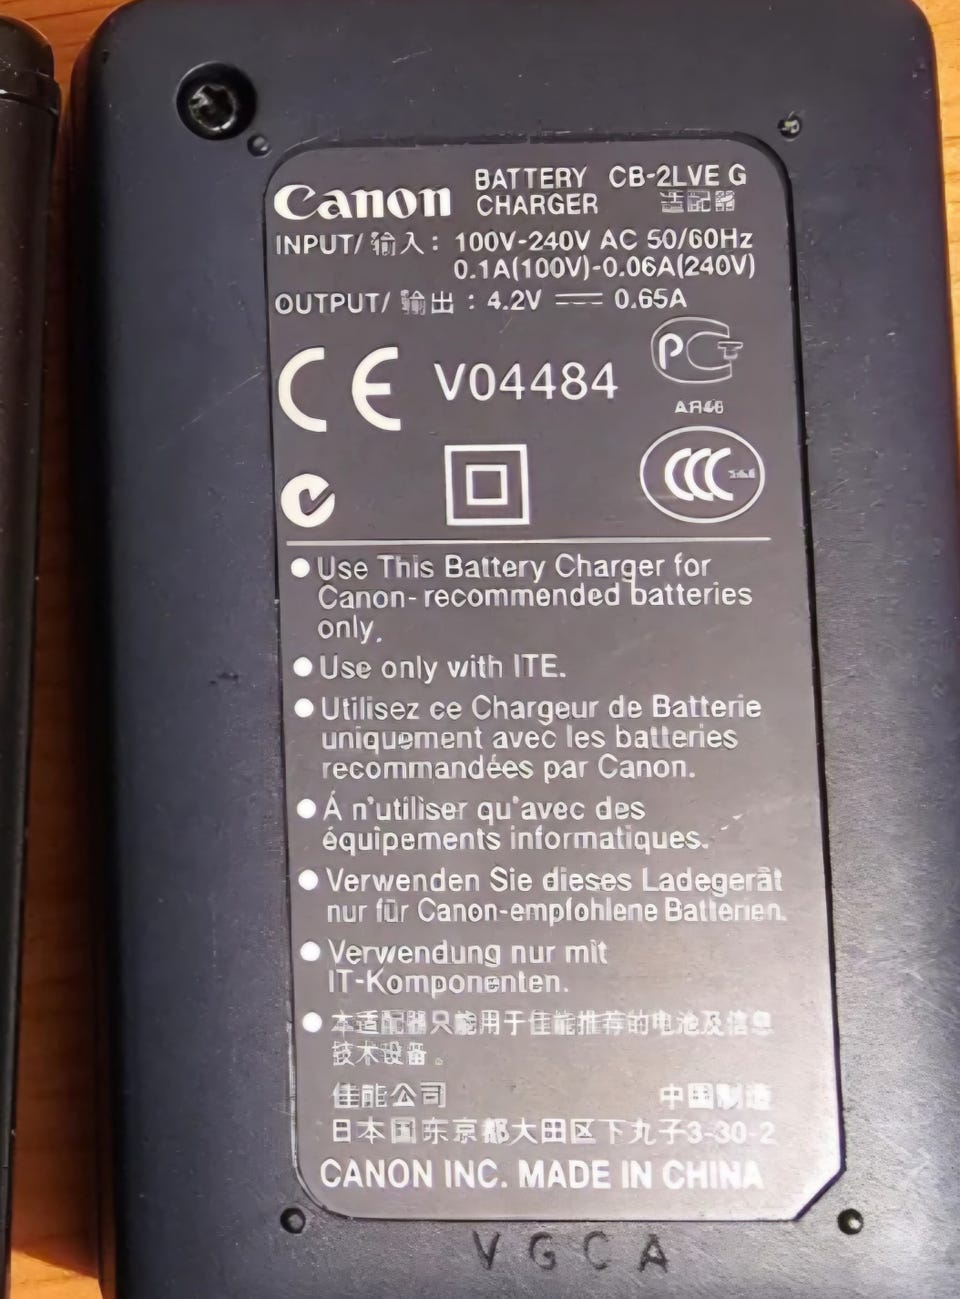 Canon BATTERY CHARGER CB-2LVE G
适配器
INPUT/输入: 100V-240V AC 50/60Hz
0.1A(100V)-0.06A(240V)
OUTPUT/输出: 4.2V ⎓ 0.65A
CE V04484 PCT
АЯ46
CCC
● Use This Battery Charger for
Canon-recommended batteries
only.
● Use only with ITE.
● Utilisez ce Chargeur de Batterie
uniquement avec les batteries
recommandées par Canon.
● Á n'utiliser qu'avec des
équipements informatiques.
● Verwenden Sie dieses Ladegerät
nur für Canon-empfohlene Batterien.
● Verwendung nur mit
IT-Komponenten.
● 本适配器只能用于佳能推荐的电池及信息
技术设备。
佳能公司 中国制造
日本国东京都大田区下丸子3-30-2
CANON INC. MADE IN CHINA
VGCA